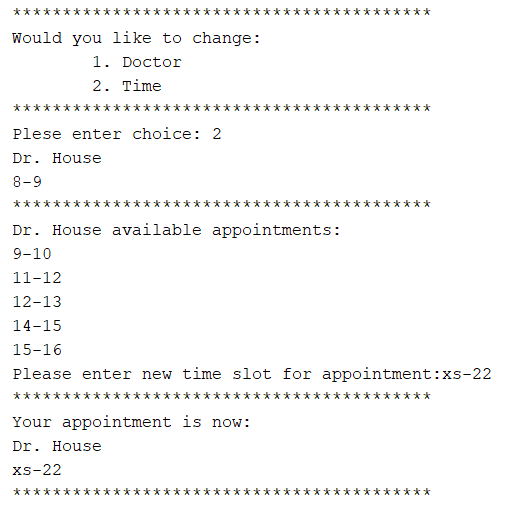 ******************************************
Would you like to change:
1. Doctor
2. Time
******************************************
Plese enter choice: 2
Dr. House
8-9
******************************************
Dr. House available appointments:
9-10
11-12
12-13
14-15
15-16
Please enter new time slot for appointment:xs-22
******************************************
Your appointment is now:
Dr. House
xs-22
******************************************